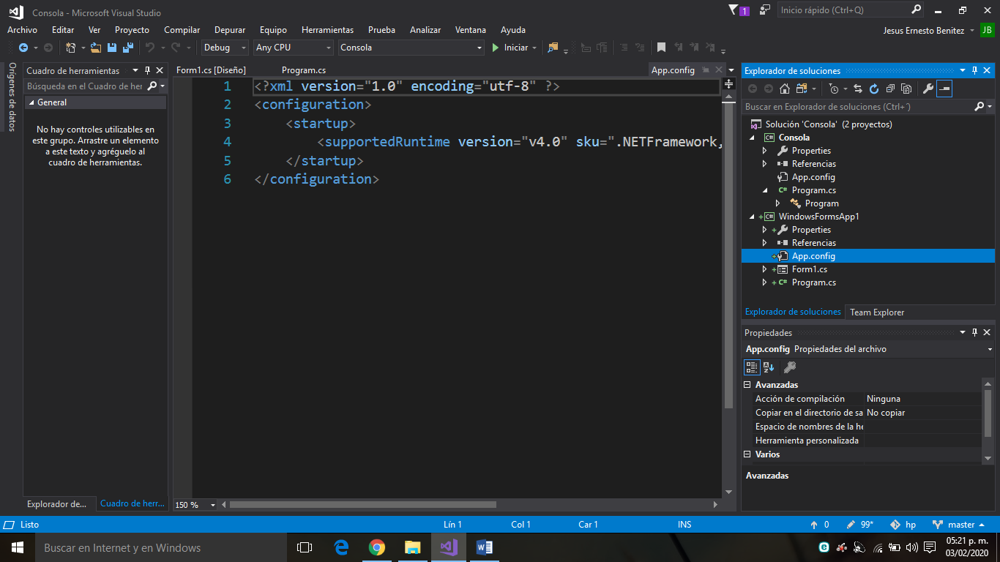 Consola - Microsoft Visual Studio
1
Inicio rápido (Ctrl+Q)
Archivo Editar Ver Proyecto Compilar Depurar Equipo Herramientas Prueba Analizar Ventana Ayuda
Jesus Ernesto Benitez JB
Debug Any CPU Consola Iniciar
Orígenes de datos
Cuadro de herramientas
Búsqueda en el Cuadro de her
General
No hay controles utilizables en
este grupo. Arrastre un elemento
a este texto y agréguelo al
cuadro de herramientas.
Explorador de... Cuadro de herr...
Form1.cs [Diseño] Program.cs App.config
1 <?xml version="1.0" encoding="utf-8" ?>
2 <configuration>
3 <startup>
4 <supportedRuntime version="v4.0" sku=".NETFramework,
5 </startup>
6 </configuration>
150 %
Explorador de soluciones
Buscar en Explorador de soluciones (Ctrl+´)
Solución 'Consola' (2 proyectos)
C# Consola
Properties
Referencias
App.config
C# Program.cs
Program
+ C# WindowsFormsApp1
+ Properties
Referencias
+ App.config
+ Form1.cs
+ C# Program.cs
Explorador de soluciones Team Explorer
Propiedades
App.config Propiedades del archivo
Avanzadas
Acción de compilación Ninguna
Copiar en el directorio de sa No copiar
Espacio de nombres de la he
Herramienta personalizada
Varios
Avanzadas
Listo Lín 1 Col 1 Car 1 INS 0 99* hp master
Buscar en Internet y en Windows
05:21 p. m.
03/02/2020